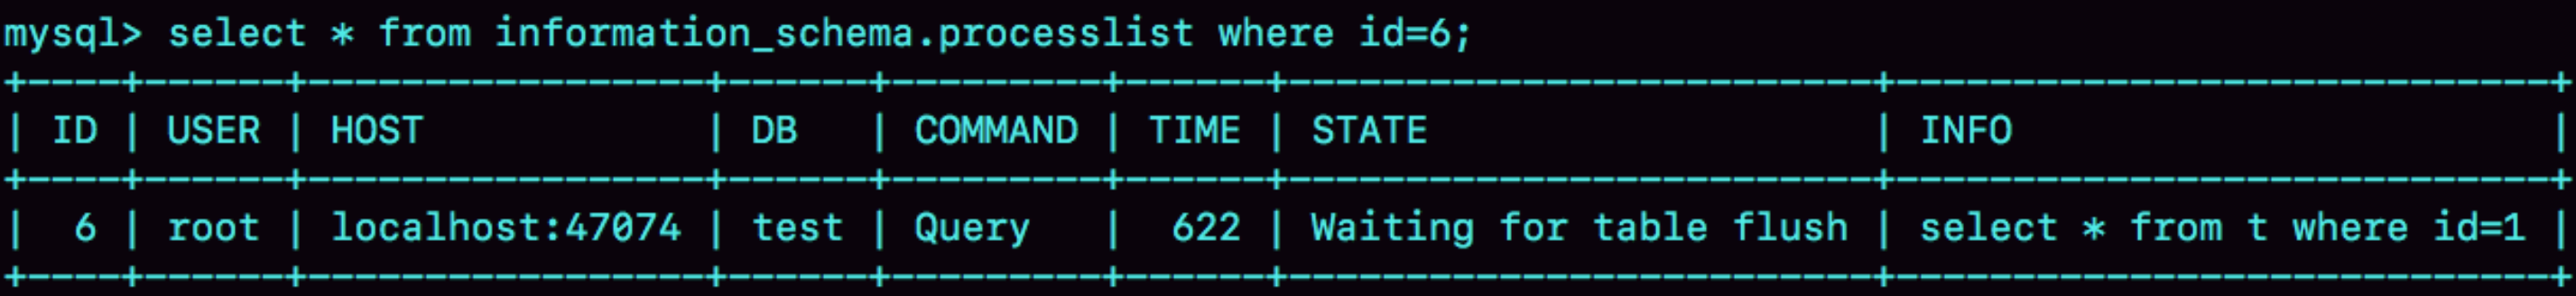 mysql> select * from information_schema.processlist where id=6;
+----+------+-----------------+------+---------+------+-------------------------+----------------------------+
| ID | USER | HOST            | DB   | COMMAND | TIME | STATE                   | INFO                       |
+----+------+-----------------+------+---------+------+-------------------------+----------------------------+
|  6 | root | localhost:47074 | test | Query   |  622 | Waiting for table flush | select * from t where id=1 |
+----+------+-----------------+------+---------+------+-------------------------+----------------------------+